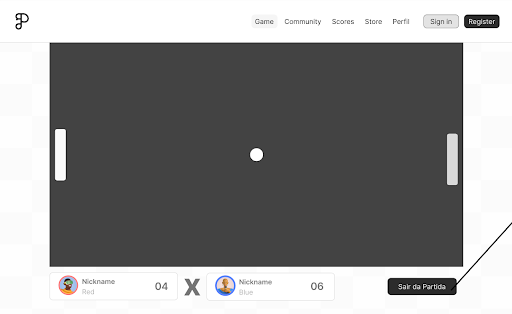 Game Community Scores Store Perfil Sign in Register
Nickname
Red
04
X
Nickname
Blue
06
Sair da Partida